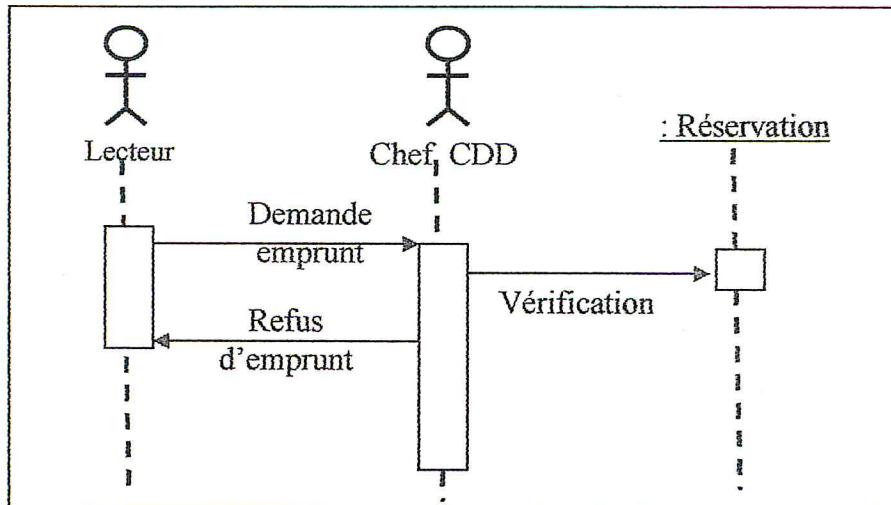 Lecteur
Chef CDD
: Réservation
Demande
emprunt
Vérification
Refus
d'emprunt